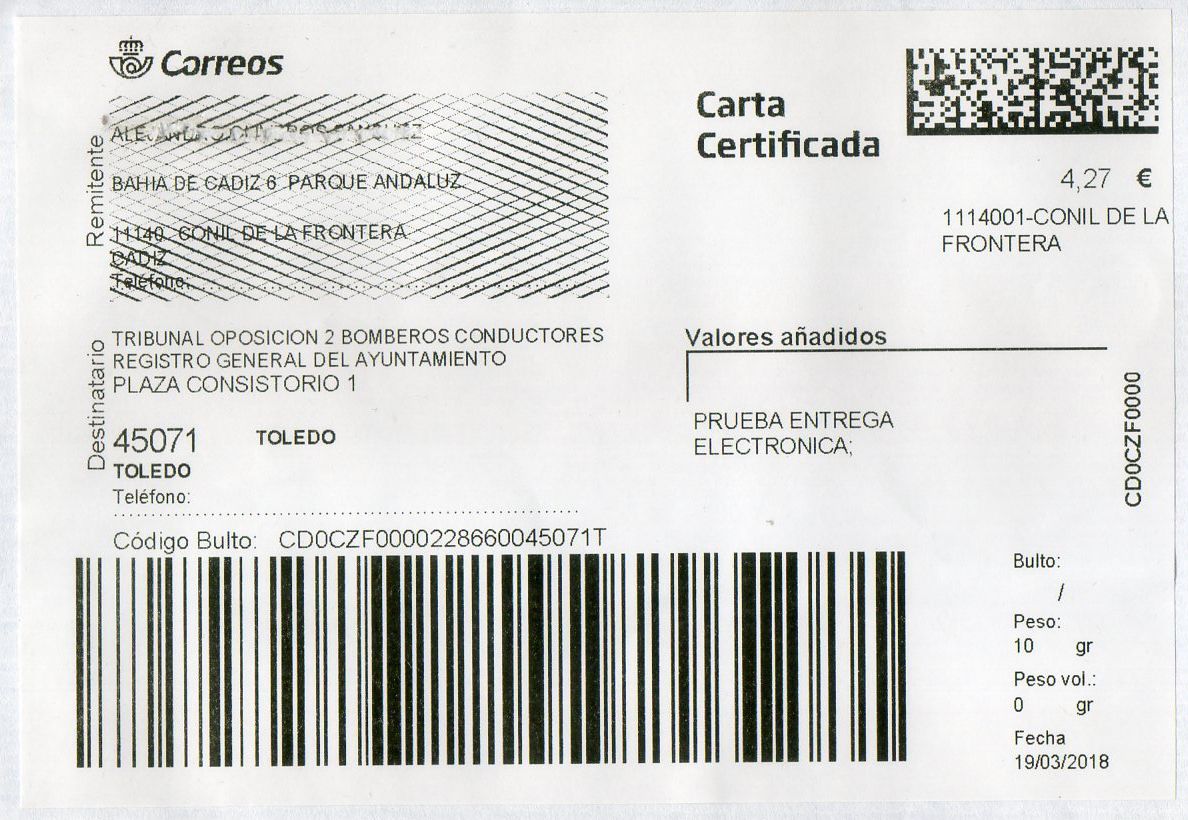 Correos
Carta
Certificada
4,27 €
1114001-CONIL DE LA
FRONTERA
Remitente
BAHIA DE CADIZ 6 PARQUE ANDALUZ
11140 CONIL DE LA FRONTERA
CADIZ
Teléfono:
Destinatario
TRIBUNAL OPOSICION 2 BOMBEROS CONDUCTORES
REGISTRO GENERAL DEL AYUNTAMIENTO
PLAZA CONSISTORIO 1
45071 TOLEDO
TOLEDO
Teléfono:
Valores añadidos
PRUEBA ENTREGA
ELECTRONICA;
CD0CZF0000
Código Bulto: CD0CZF0000228660045071T
Bulto:
/
Peso:
10 gr
Peso vol.:
0 gr
Fecha
19/03/2018